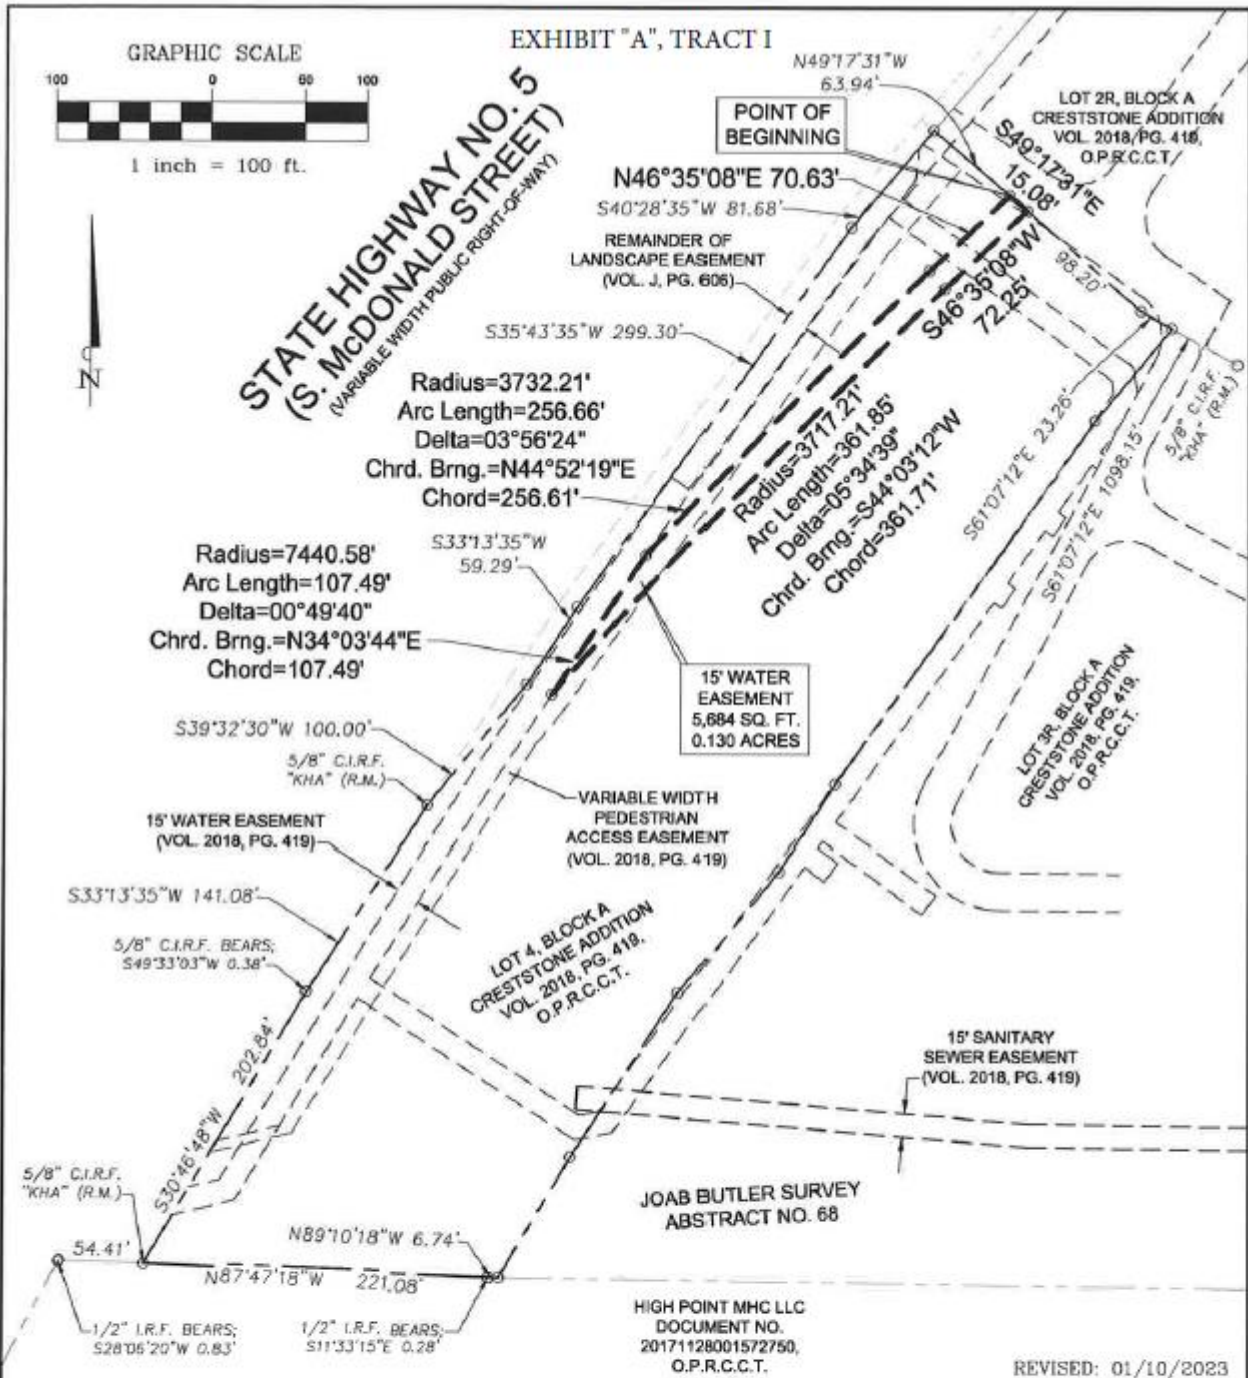 EXHIBIT "A", TRACT I
GRAPHIC SCALE
100 0 60 100
1 inch = 100 ft.
N
STATE HIGHWAY NO. 5
(S. McDONALD STREET)
(VARIABLE WIDTH PUBLIC RIGHT-OF-WAY)
N49°17'31"W
63.94'
POINT OF
BEGINNING
LOT 2R, BLOCK A
CRESTSTONE ADDITION
VOL. 2018, PG. 419,
O.P.R.C.C.T.
S49°17'31"E
15.08'
N46°35'08"E 70.63'
S40°28'35"W 81.68'
REMAINDER OF
LANDSCAPE EASEMENT
(VOL. J, PG. 606)
S46°35'08"W
72.25'
98.20'
S35°43'35"W 299.30'
Radius=3732.21'
Arc Length=256.66'
Delta=03°56'24"
Chrd. Brng.=N44°52'19"E
Chord=256.61'
Radius=3717.21'
Arc Length=361.85'
Delta=05°34'39"
Chrd. Brng.=S44°03'12"W
Chord=361.71'
S61°07'12"E 23.26'
S61°07'12"E 1098.15'
5/8" C.I.R.F.
"KHA" (R.M.)
S33°13'35"W
59.29'
Radius=7440.58'
Arc Length=107.49'
Delta=00°49'40"
Chrd. Brng.=N34°03'44"E
Chord=107.49'
15' WATER
EASEMENT
5,684 SQ. FT.
0.130 ACRES
LOT 3R, BLOCK A
CRESTSTONE ADDITION
VOL. 2018, PG. 419,
O.P.R.C.C.T.
S39°32'30"W 100.00'
5/8" C.I.R.F.
"KHA" (R.M.)
15' WATER EASEMENT
(VOL. 2018, PG. 419)
VARIABLE WIDTH
PEDESTRIAN
ACCESS EASEMENT
(VOL. 2018, PG. 419)
S33°13'35"W 141.08'
5/8" C.I.R.F. BEARS;
S49°33'03"W 0.38'
LOT 4, BLOCK A
CRESTSTONE ADDITION
VOL. 2018, PG. 419.
O.P.R.C.C.T.
15' SANITARY
SEWER EASEMENT
(VOL. 2018, PG. 419)
S30°46'48"W 202.84'
5/8" C.I.R.F.
"KHA" (R.M.)
JOAB BUTLER SURVEY
ABSTRACT NO. 68
54.41'
N89°10'18"W 6.74'
N87°47'18"W 221.08'
1/2" I.R.F. BEARS;
S28°06'20"W 0.83'
1/2" I.R.F. BEARS;
S11°33'15"E 0.28'
HIGH POINT MHC LLC
DOCUMENT NO.
20171128001572750,
O.P.R.C.C.T.
REVISED: 01/10/2023